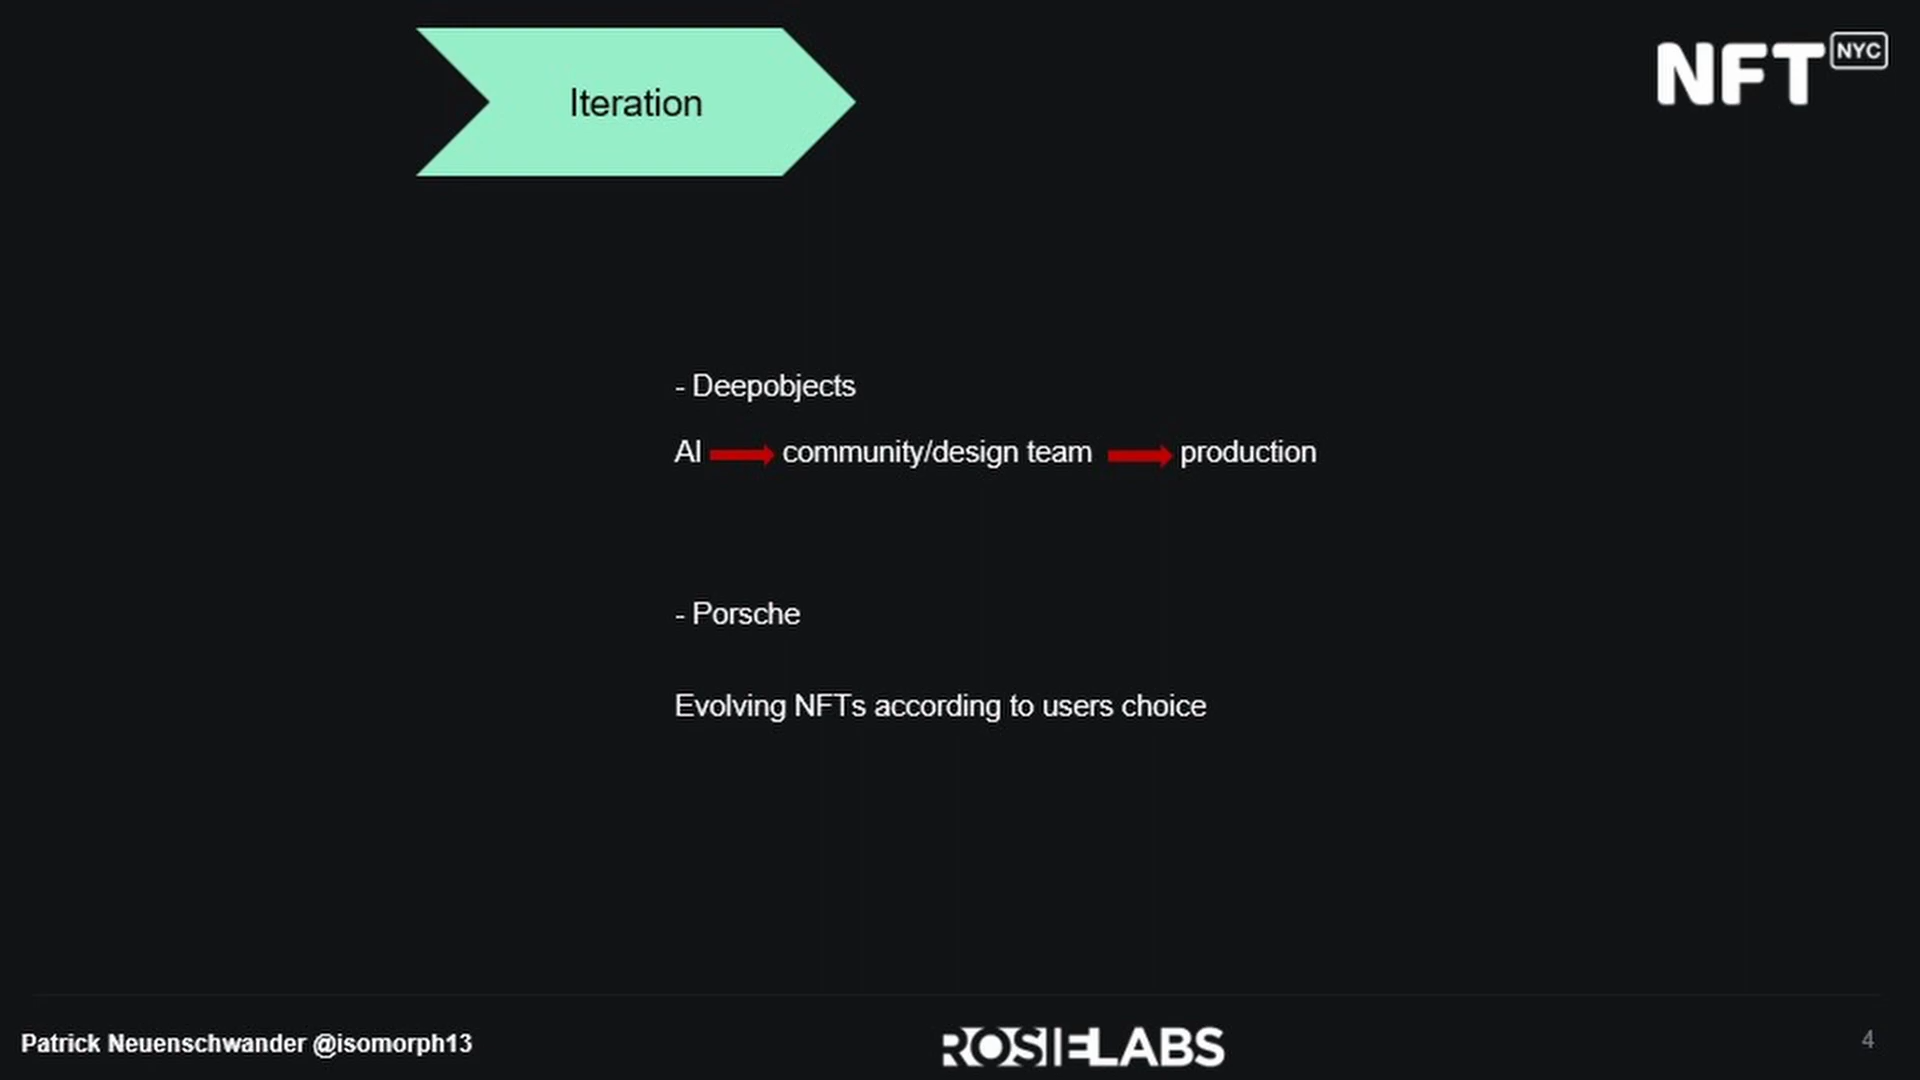 Iteration
NFT NYC
- Deepobjects
AI community/design team production
- Porsche
Evolving NFTs according to users choice
Patrick Neuenschwander @isomorph13
ROSIELABS
4